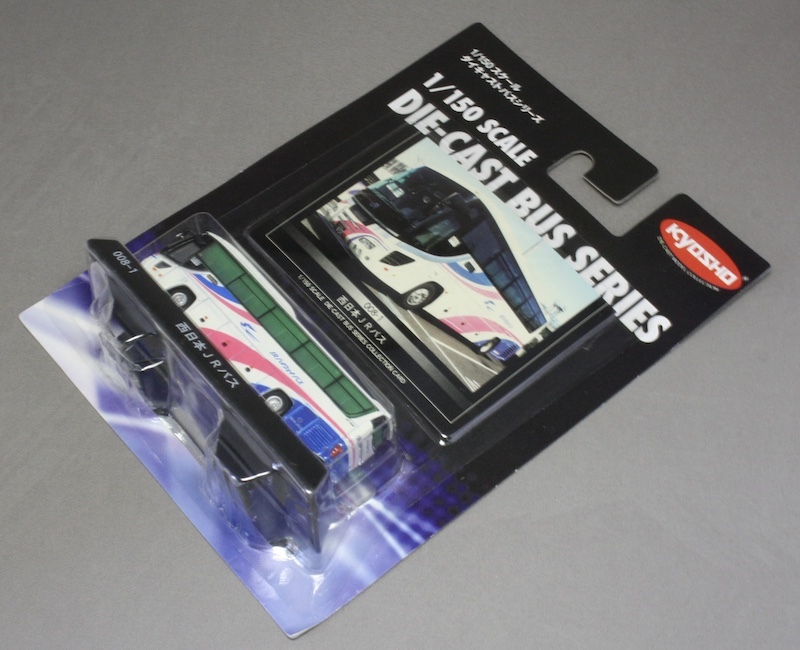 1/150スケール
ダイキャストバスシリーズ
1/150 SCALE
DIE-CAST BUS SERIES
KYOSHO
008-1
西日本JRバス
1/150 SCALE DIE CAST BUS SERIES COLLECTION CARD
008-1
西日本JRバス